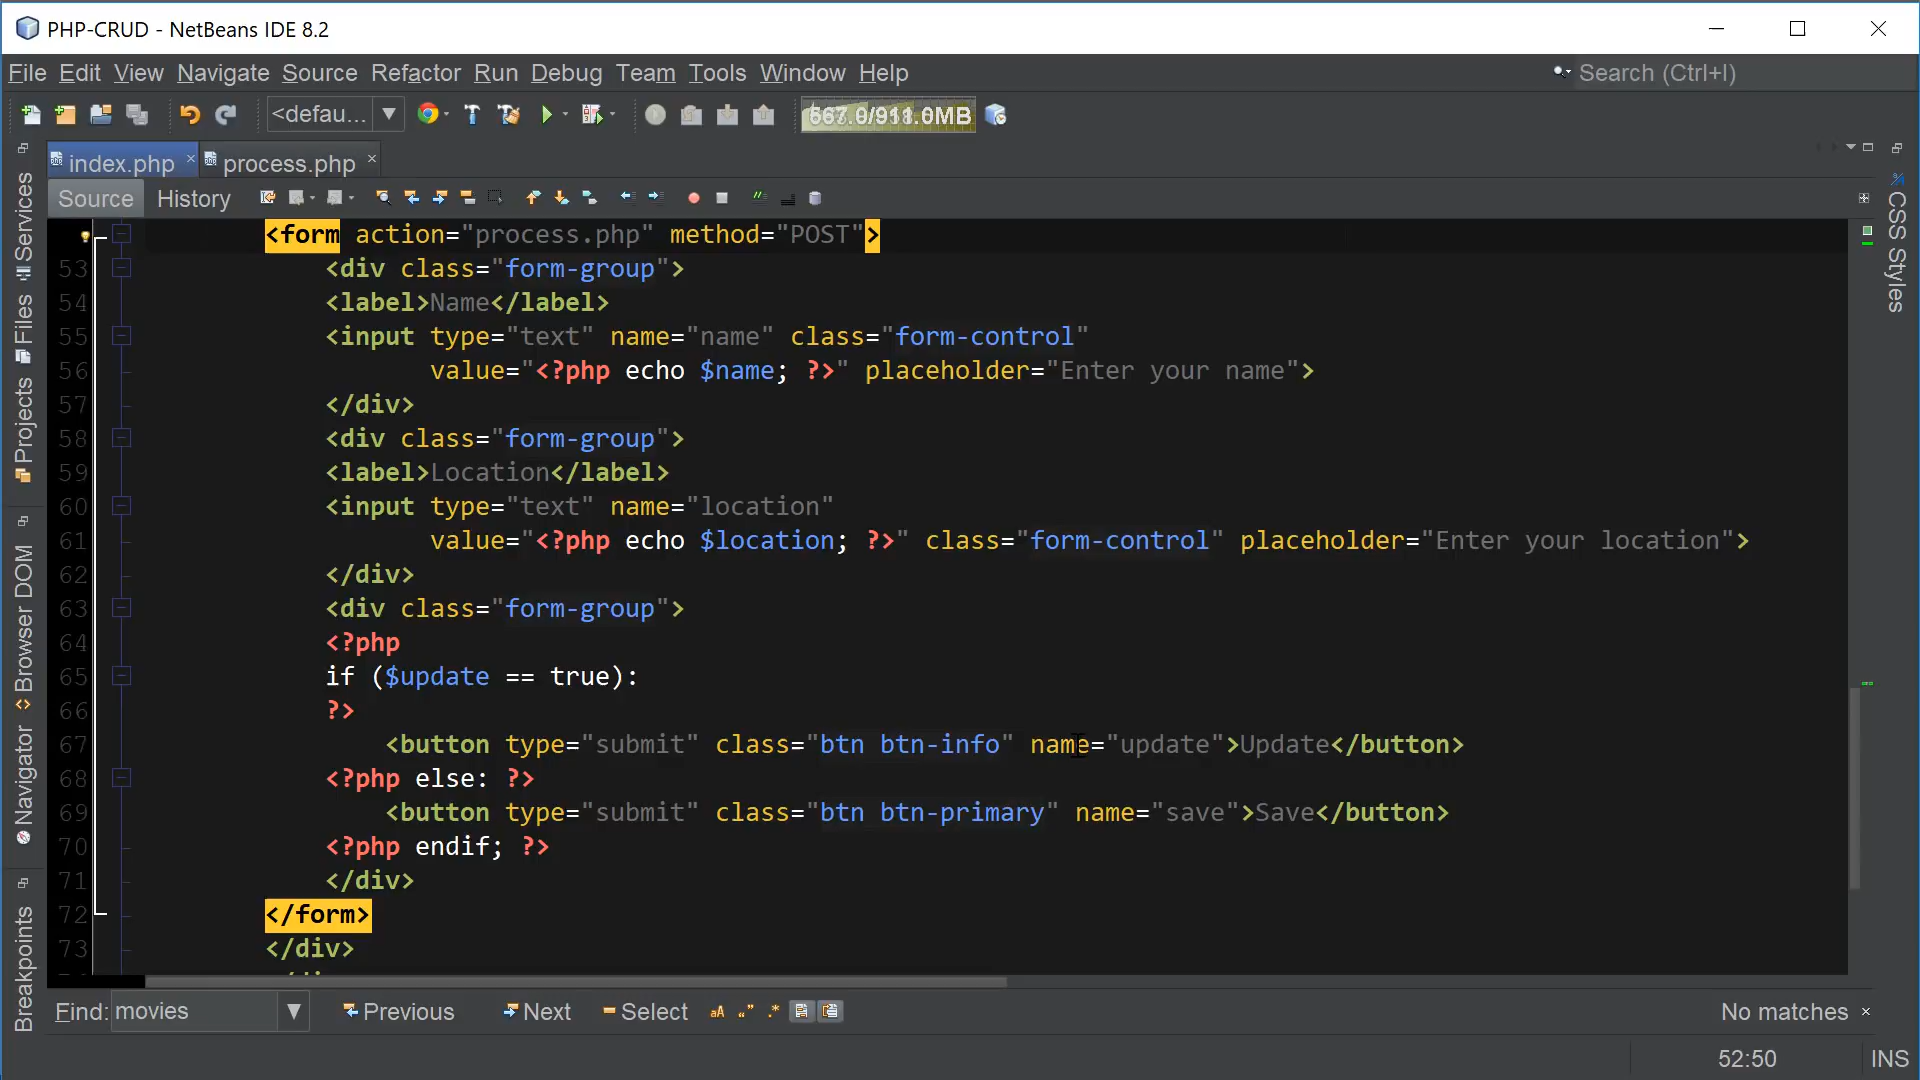 PHP-CRUD - NetBeans IDE 8.2
File Edit View Navigate Source Refactor Run Debug Team Tools Window Help
Search (Ctrl+I)
<defau...
567.0/911.0MB
index.php
process.php
Source
History
<form action="process.php" method="POST">
53 <div class="form-group">
54 <label>Name</label>
55 <input type="text" name="name" class="form-control"
56 value="<?php echo $name; ?>" placeholder="Enter your name">
57 </div>
58 <div class="form-group">
59 <label>Location</label>
60 <input type="text" name="location"
61 value="<?php echo $location; ?>" class="form-control" placeholder="Enter your location">
62 </div>
63 <div class="form-group">
64 <?php
65 if ($update == true):
66 ?>
67 <button type="submit" class="btn btn-info" name="update">Update</button>
68 <?php else: ?>
69 <button type="submit" class="btn btn-primary" name="save">Save</button>
70 <?php endif; ?>
71 </div>
72 </form>
73 </div>
Services
Files
Projects
Browser DOM
Navigator
Breakpoints
CSS Styles
Find: movies
Previous
Next
Select
No matches
52:50
INS